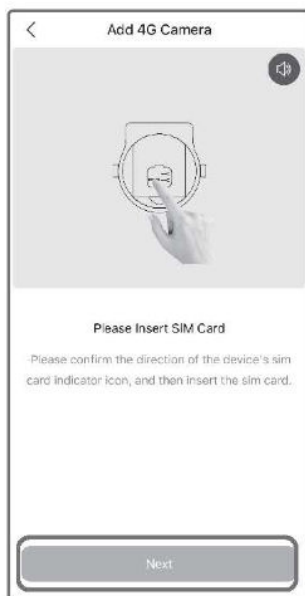 Add 4G Camera
Please Insert SIM Card
Please confirm the direction of the device's sim
card indicator icon, and then insert the sim card.
Next